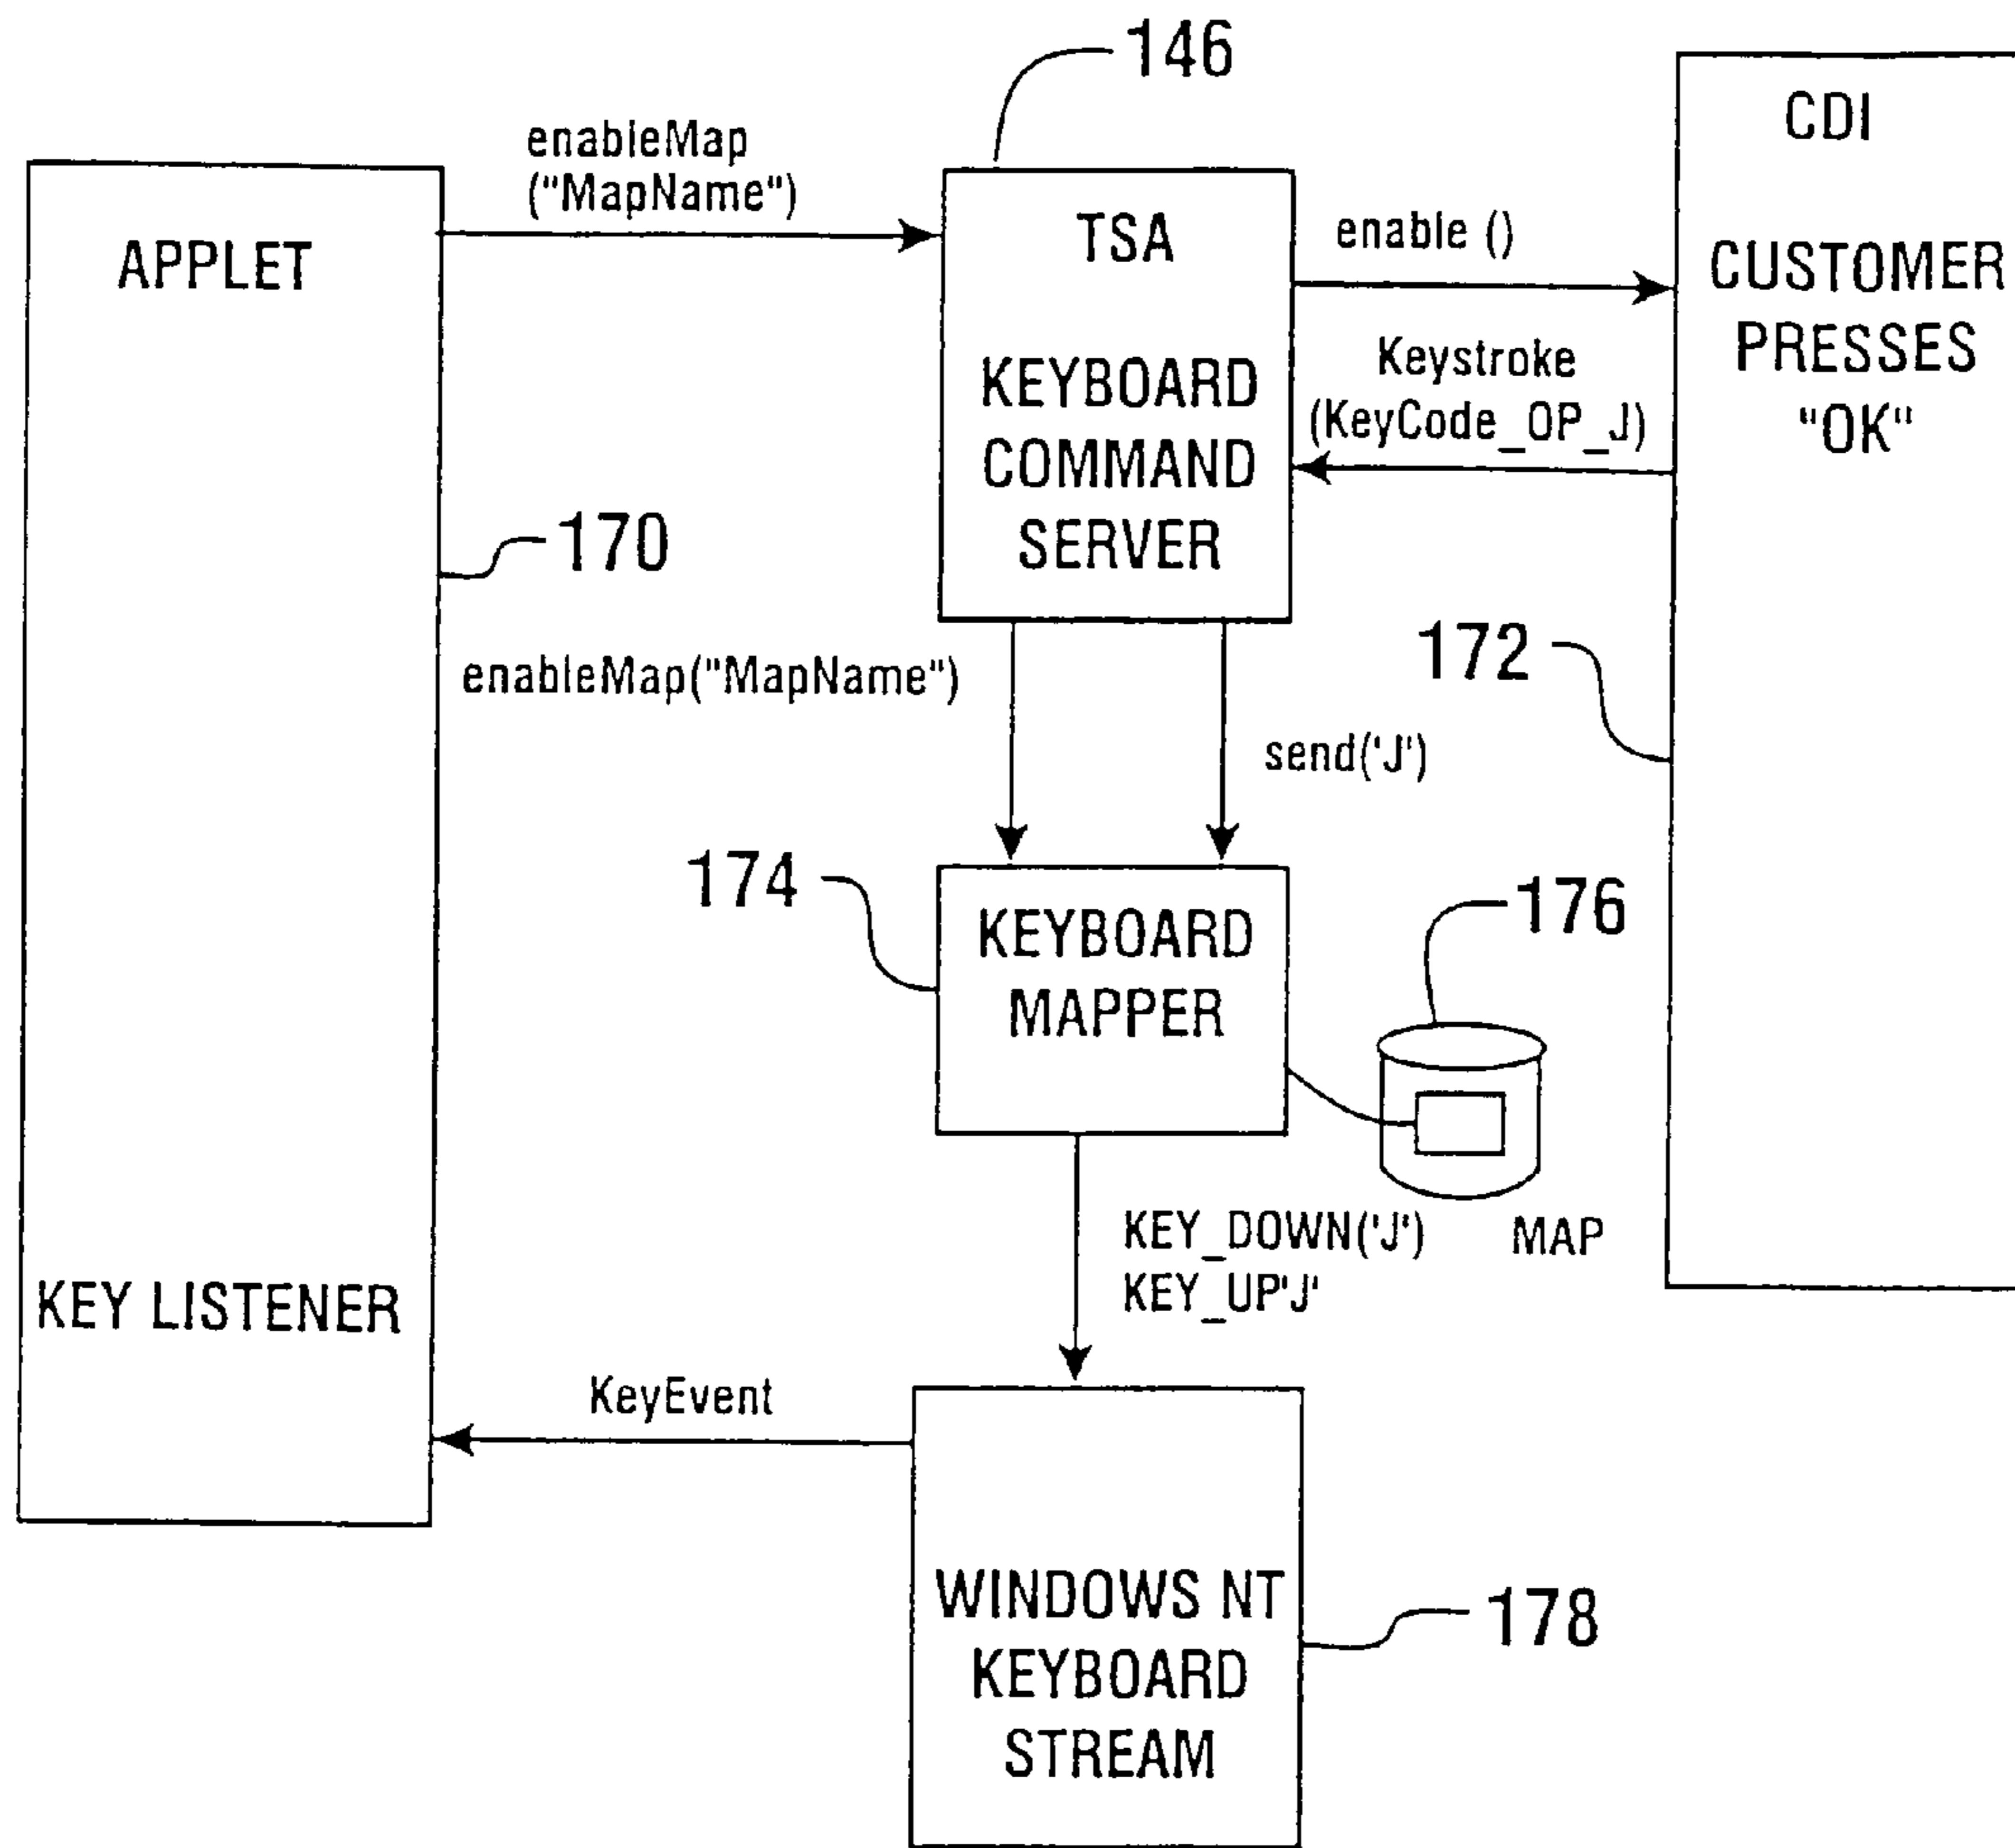 146
CDI
CUSTOMER
PRESSES
"OK"
enableMap
("MapName")
APPLET
TSA
KEYBOARD
COMMAND
SERVER
enable ()
Keystroke
(KeyCode_OP_J)
170
172
enableMap("MapName")
send('J')
174
KEYBOARD
MAPPER
176
MAP
KEY_DOWN('J')
KEY_UP'J'
KEY LISTENER
KeyEvent
WINDOWS NT
KEYBOARD
STREAM
178